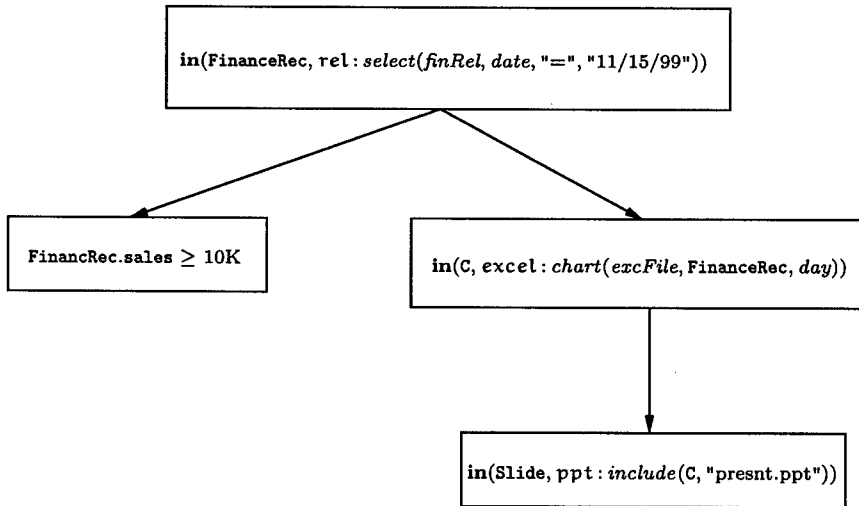 in(FinanceRec, rel : select(finRel, date, "=", "11/15/99"))
FinancRec.sales ≥ 10K
in(C, excel : chart(excFile, FinanceRec, day))
in(Slide, ppt : include(C, "presnt.ppt"))